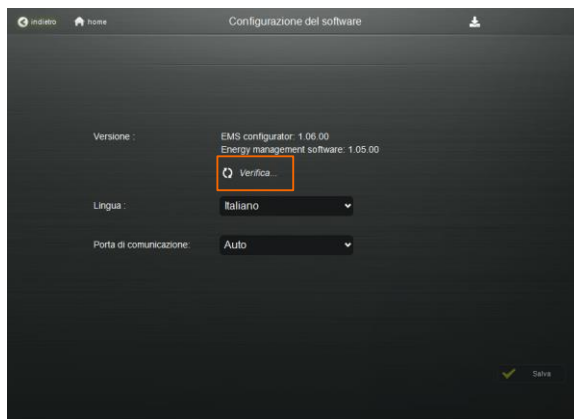 indietro
home
Configurazione del software
Versione :
EMS configurator: 1.06.00
Energy management software: 1.05.00
Verifica...
Lingua :
Italiano
Porta di comunicazione:
Auto
Salva